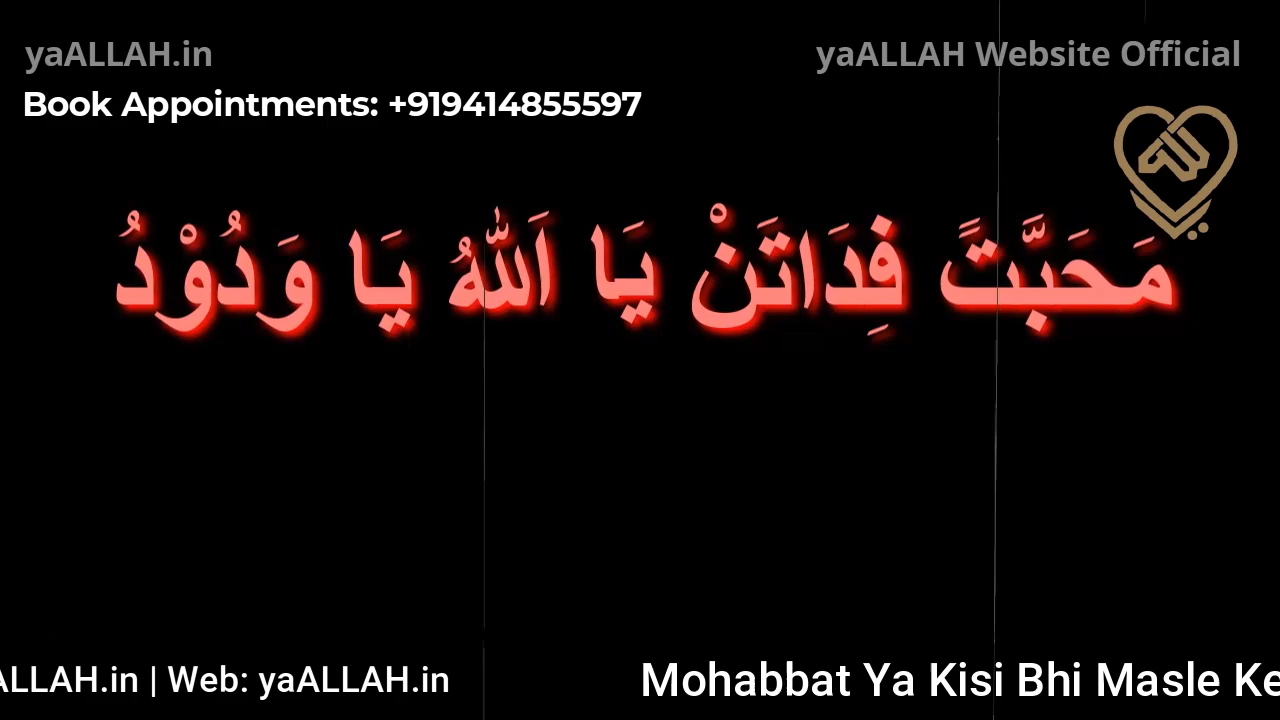 yaALLAH.in
yaALLAH Website Official
Book Appointments: +919414855597
مَحَبَّتً فِدَاتَنْ يَا اَللّٰهُ يَا وَدُوْدُ
ALLAH.in | Web: yaALLAH.in
Mohabbat Ya Kisi Bhi Masle Ke